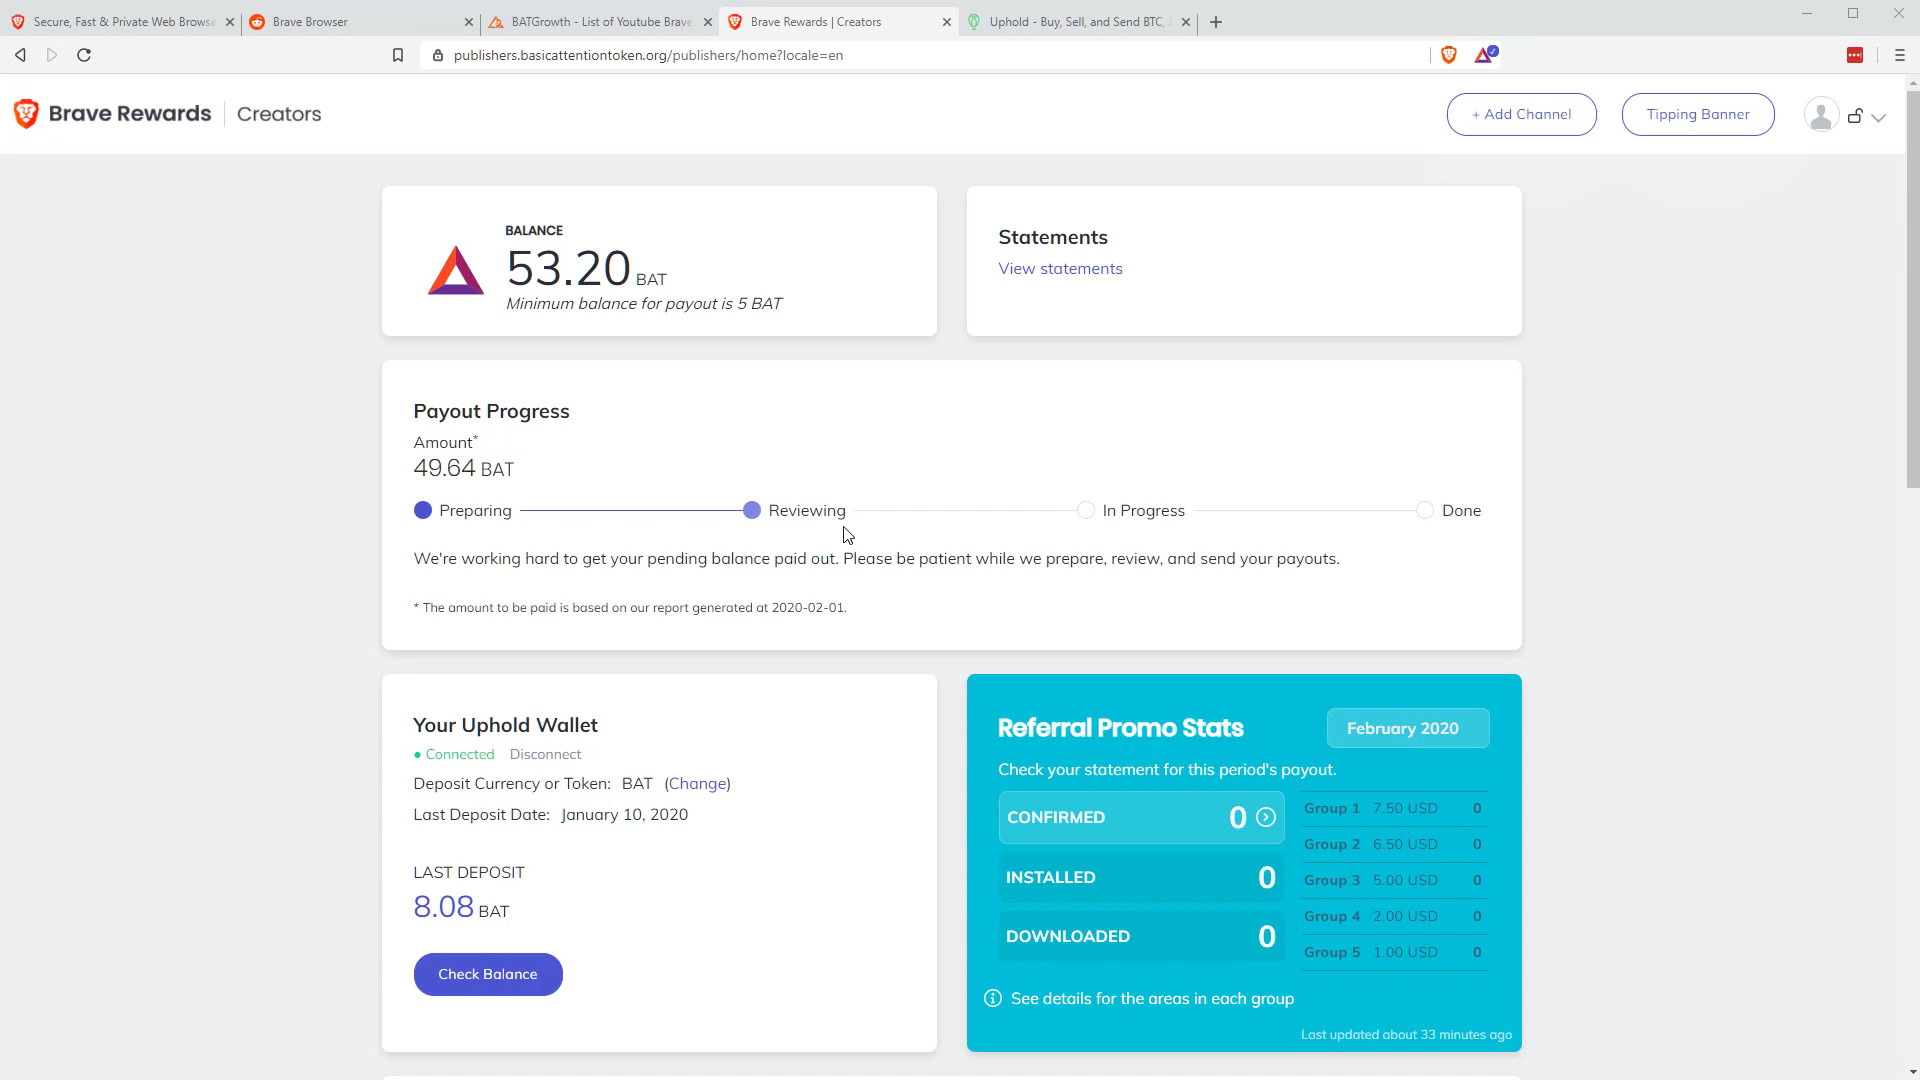 Secure, Fast & Private Web Browse
Brave Browser
BATGrowth - List of Youtube Brave
Brave Rewards | Creators
Uphold - Buy, Sell, and Send BTC,
publishers.basicattentiontoken.org/publishers/home?locale=en
Brave Rewards
Creators
+ Add Channel
Tipping Banner
BALANCE
53.20 BAT
Minimum balance for payout is 5 BAT
Statements
View statements
Payout Progress
Amount*
49.64 BAT
Preparing
Reviewing
In Progress
Done
We're working hard to get your pending balance paid out. Please be patient while we prepare, review, and send your payouts.
* The amount to be paid is based on our report generated at 2020-02-01.
Your Uphold Wallet
• Connected Disconnect
Deposit Currency or Token: BAT (Change)
Last Deposit Date: January 10, 2020
LAST DEPOSIT
8.08 BAT
Check Balance
Referral Promo Stats
February 2020
Check your statement for this period's payout.
CONFIRMED 0
INSTALLED 0
DOWNLOADED 0
Group 1 7.50 USD 0
Group 2 6.50 USD 0
Group 3 5.00 USD 0
Group 4 2.00 USD 0
Group 5 1.00 USD 0
See details for the areas in each group
Last updated about 33 minutes ago